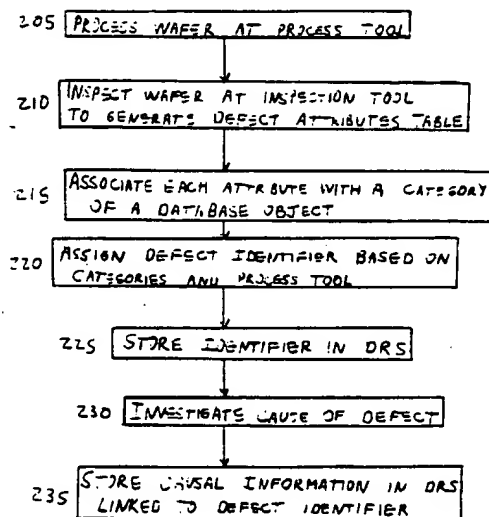 205 PROCESS WAFER AT PROCESS TOOL
210 INSPECT WAFER AT INSPECTION TOOL
TO GENERATE DEFECT ATTRIBUTES TABLE
215 ASSOCIATE EACH ATTRIBUTE WITH A CATEGORY
OF A DATABASE OBJECT
220 ASSIGN DEFECT IDENTIFIER BASED ON
CATEGORIES AND PROCESS TOOL
225 STORE IDENTIFIER IN DRS
230 INVESTIGATE CAUSE OF DEFECT
235 STORE CAUSAL INFORMATION IN DRS
LINKED TO DEFECT IDENTIFIER